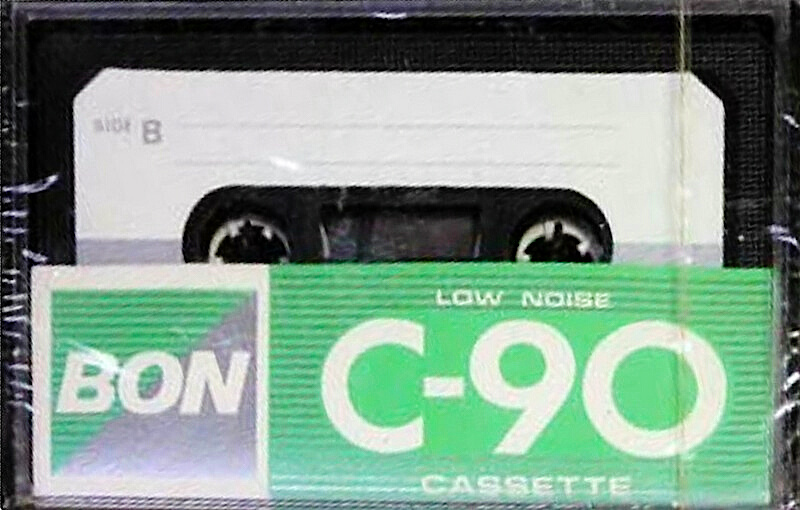 side B
BON
LOW NOISE
C-90
CASSETTE